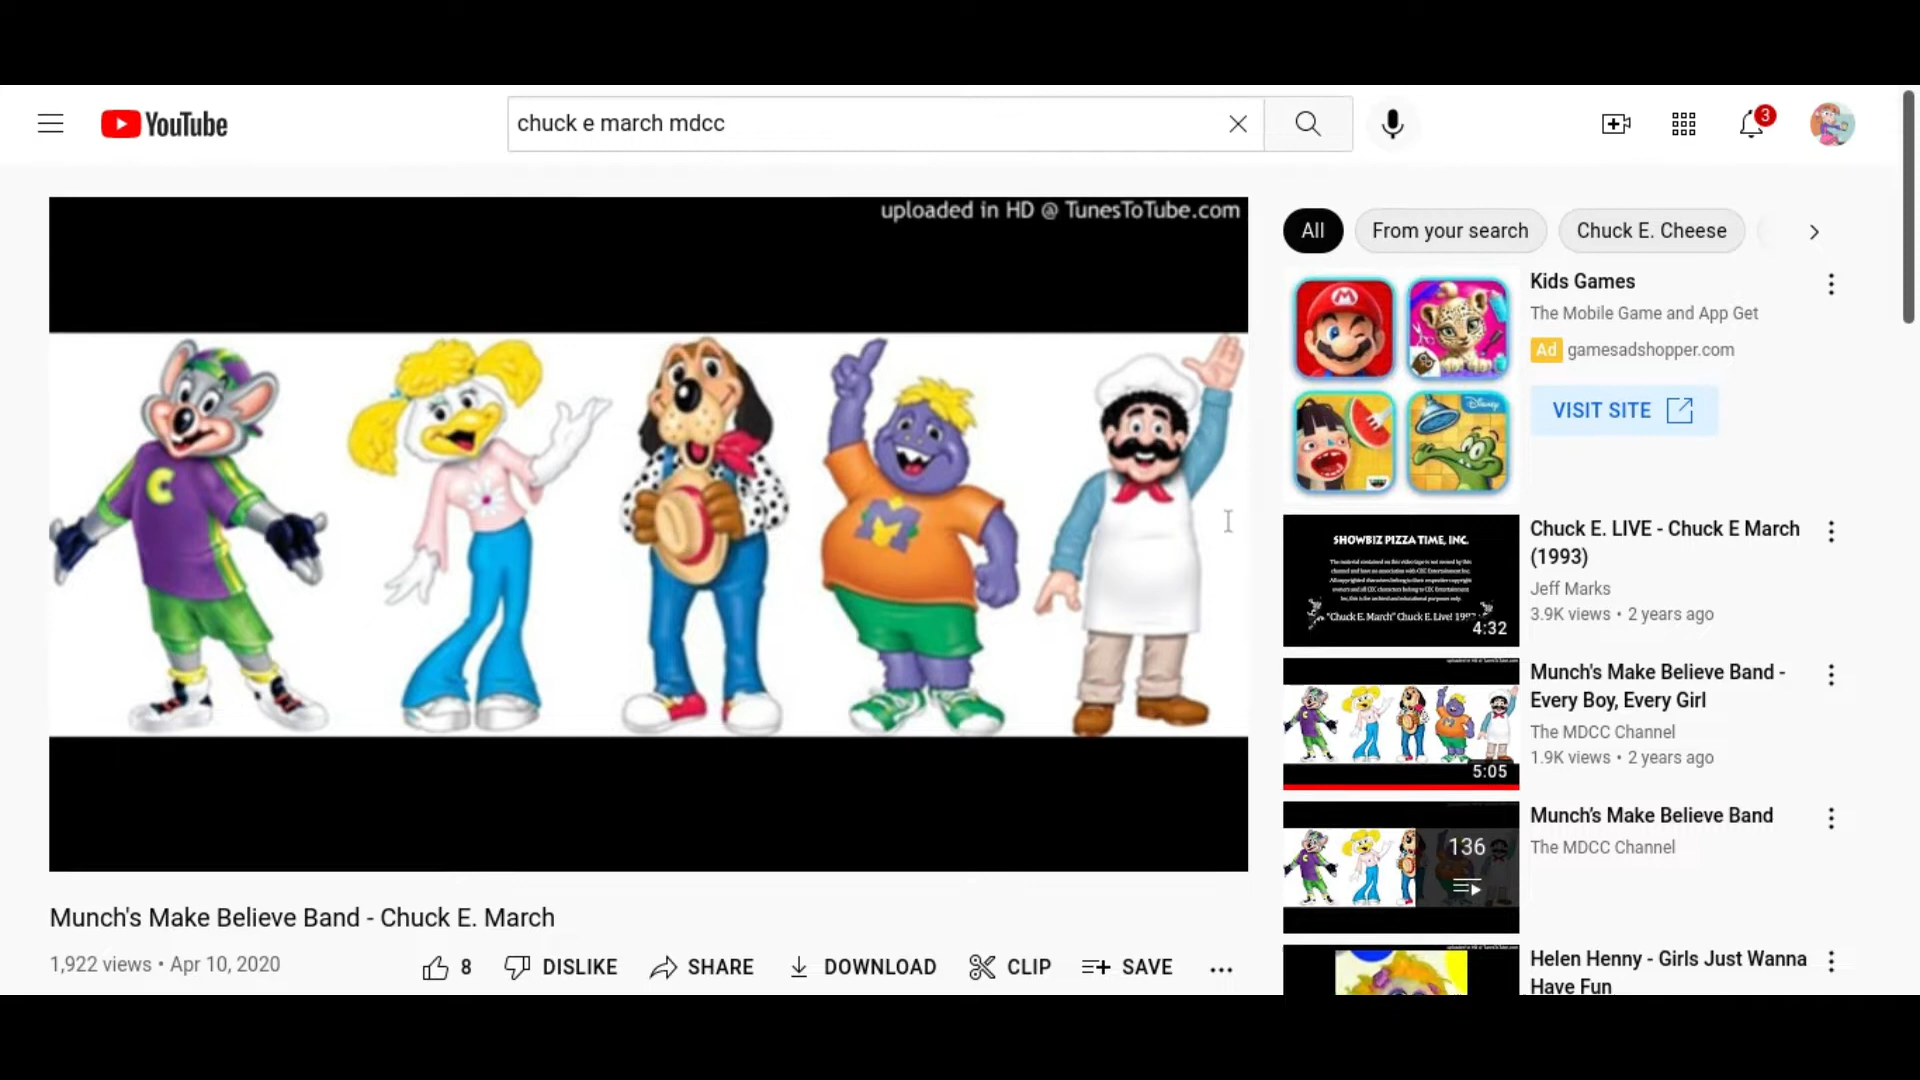 YouTube
chuck e march mdcc
3
uploaded in HD @ TunesToTube.com
C
M
Munch's Make Believe Band - Chuck E. March
1,922 views • Apr 10, 2020
8
DISLIKE
SHARE
DOWNLOAD
CLIP
SAVE
All
From your search
Chuck E. Cheese
M
Disney
Kids Games
The Mobile Game and App Get
Ad gamesadshopper.com
VISIT SITE
SHOWBIZ PIZZA TIME, INC.
"Chuck E. March" Chuck E. Live!
4:32
Chuck E. LIVE - Chuck E March
(1993)
Jeff Marks
3.9K views • 2 years ago
5:05
Munch's Make Believe Band -
Every Boy, Every Girl
The MDCC Channel
1.9K views • 2 years ago
136
Munch’s Make Believe Band
The MDCC Channel
Helen Henny - Girls Just Wanna
Have Fun